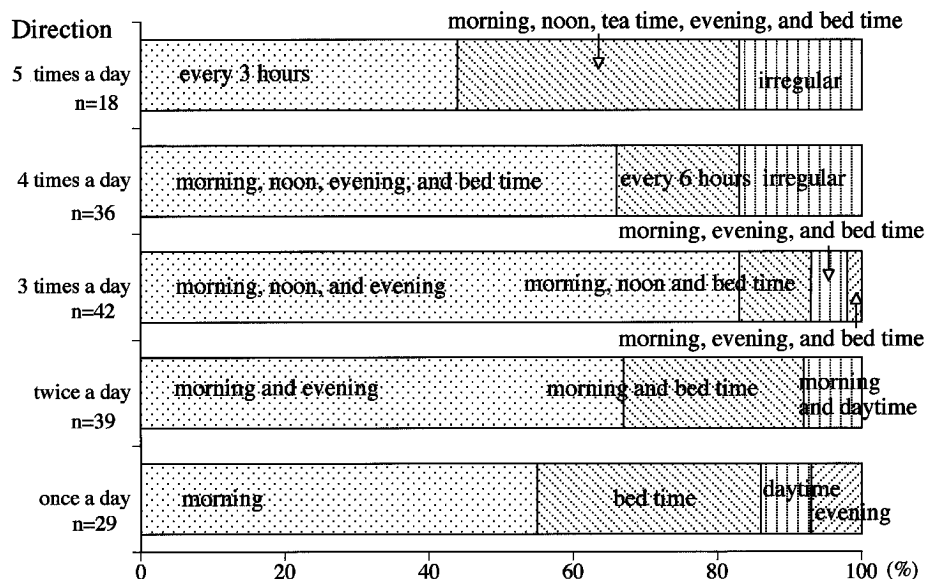 morning, noon, tea time, evening, and bed time
Direction
5 times a day
n=18
every 3 hours
irregular
4 times a day
n=36
morning, noon, evening, and bed time
every 6 hours
irregular
morning, evening, and bed time
3 times a day
n=42
morning, noon, and evening
morning, noon and bed time
morning, evening, and bed time
twice a day
n=39
morning and evening
morning and bed time
morning
and daytime
once a day
n=29
morning
bed time
daytime
evening
0
20
40
60
80
100
(%)